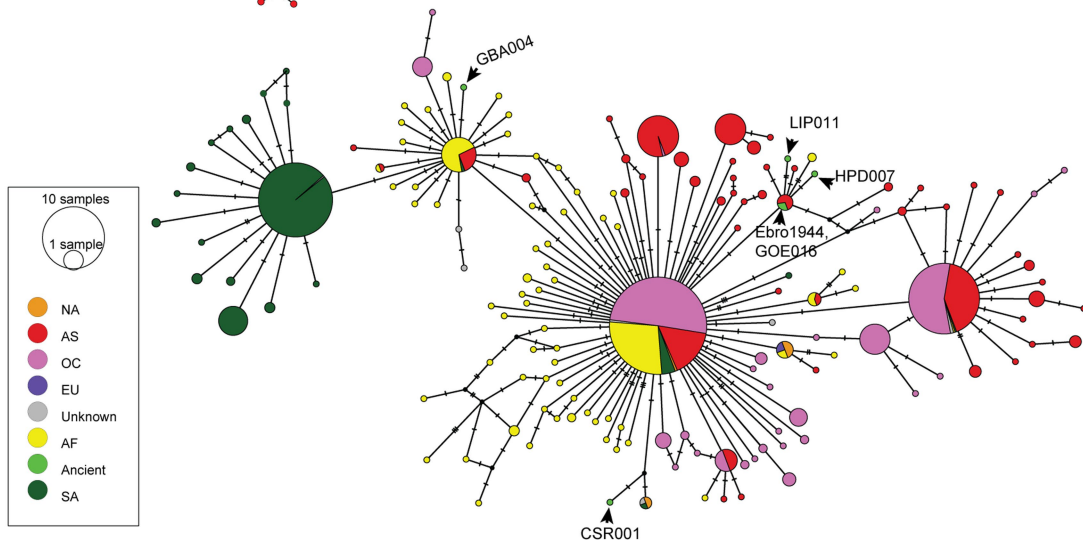 GBA004
LIP011
HPD007
Ebro1944,
GOE016
CSR001
10 samples
1 sample
NA
AS
OC
EU
Unknown
AF
Ancient
SA